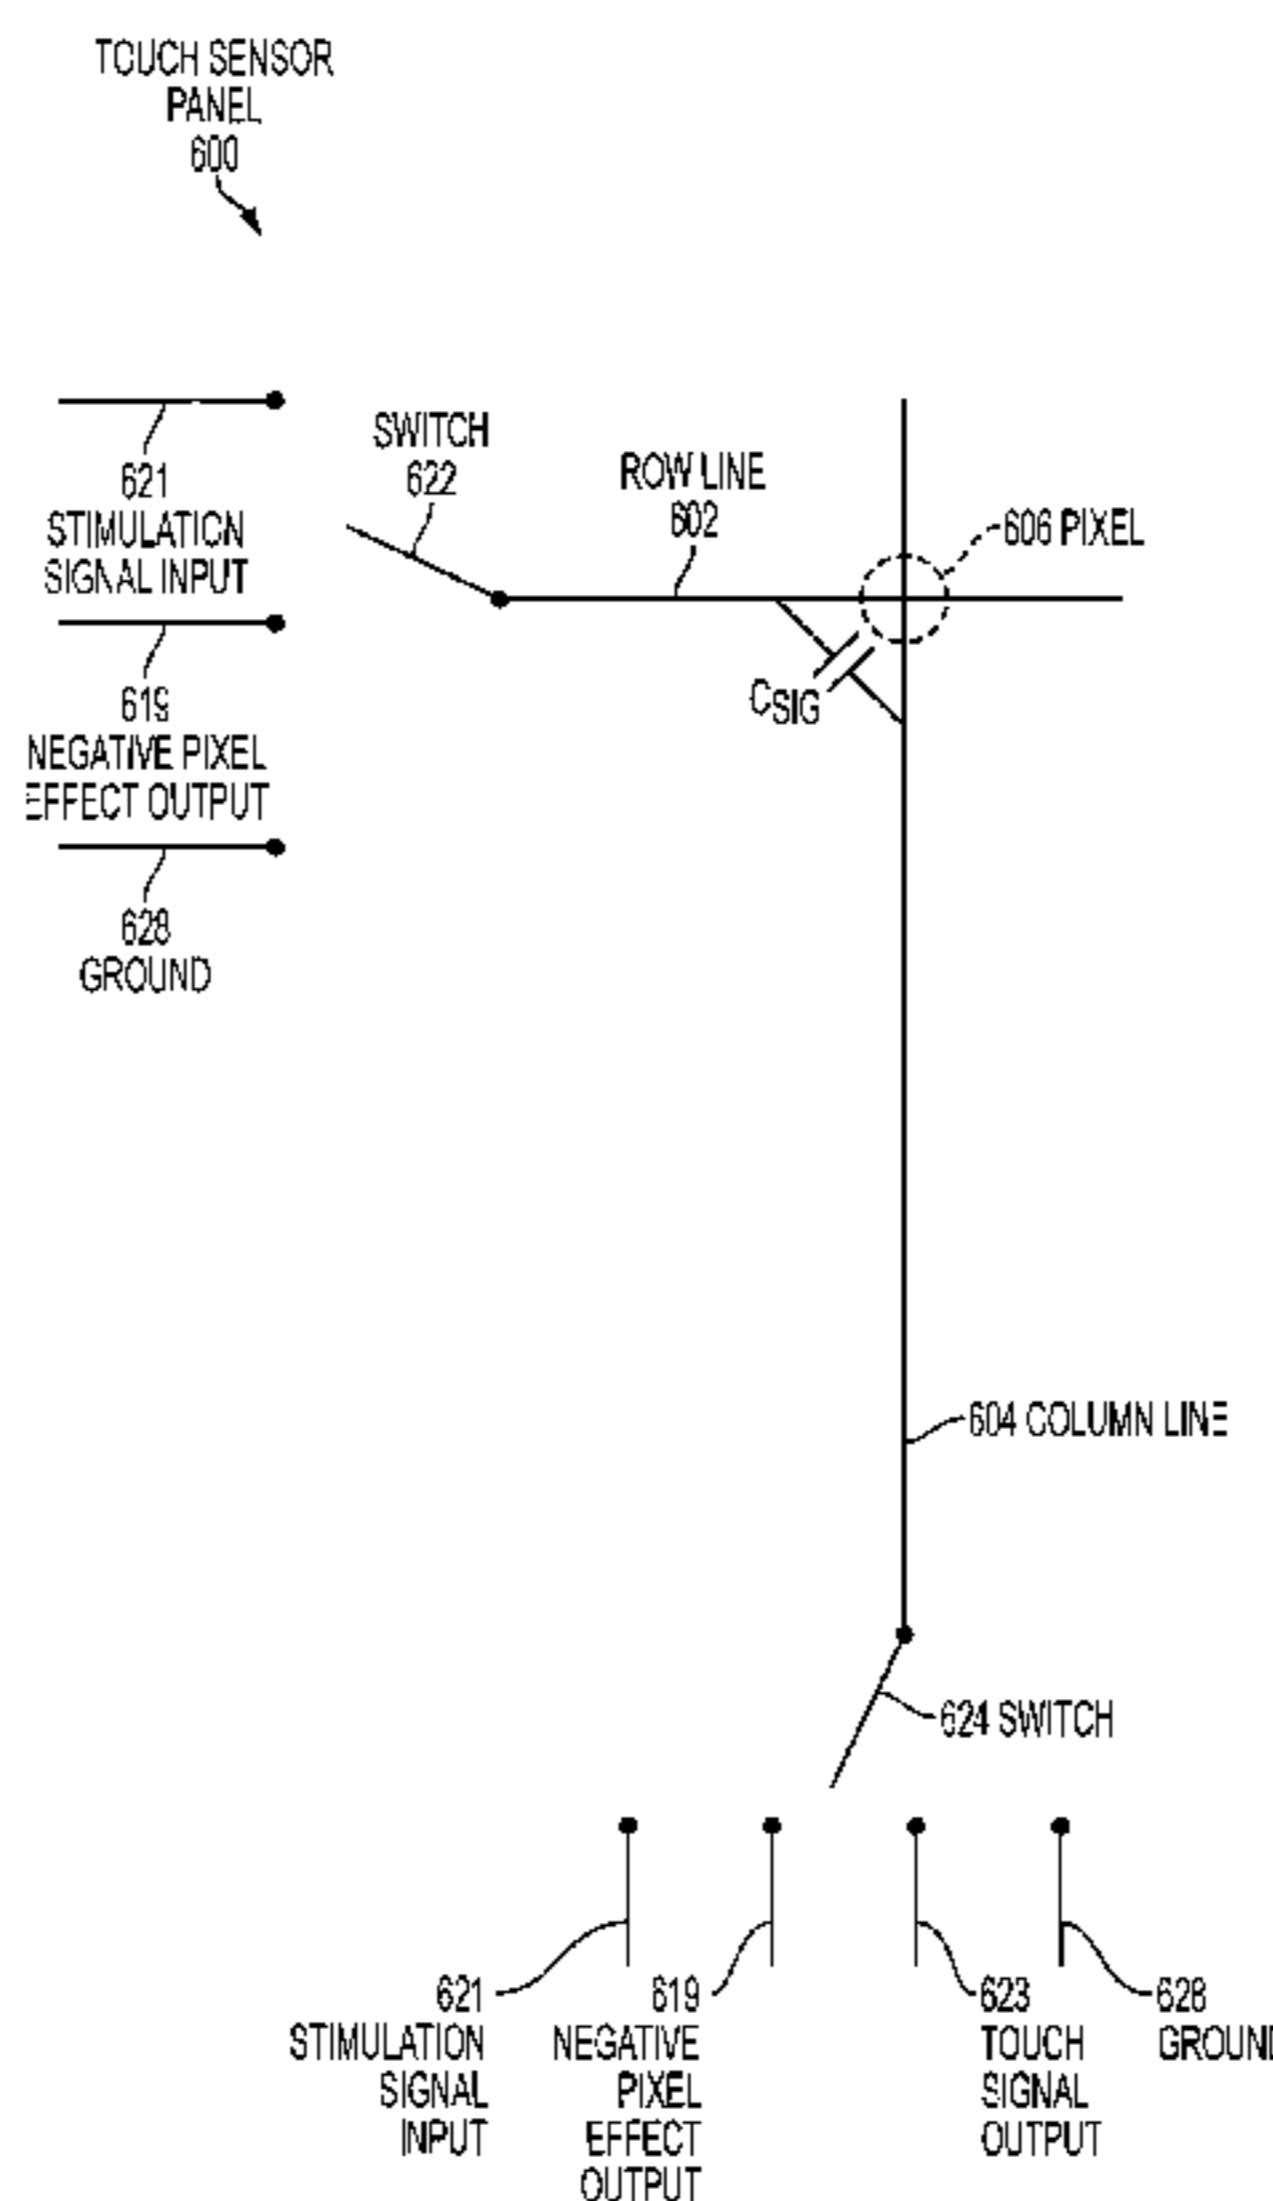 TOUCH SENSOR
PANEL
600
621
STIMULATION
SIGNAL INPUT
SWITCH
622
ROW LINE
602
606 PIXEL
CSIG
619
NEGATIVE PIXEL
EFFECT OUTPUT
628
GROUND
604 COLUMN LINE
624 SWITCH
621
STIMULATION
SIGNAL
INPUT
619
NEGATIVE
PIXEL
EFFECT
OUTPUT
623
TOUCH
SIGNAL
OUTPUT
628
GROUND